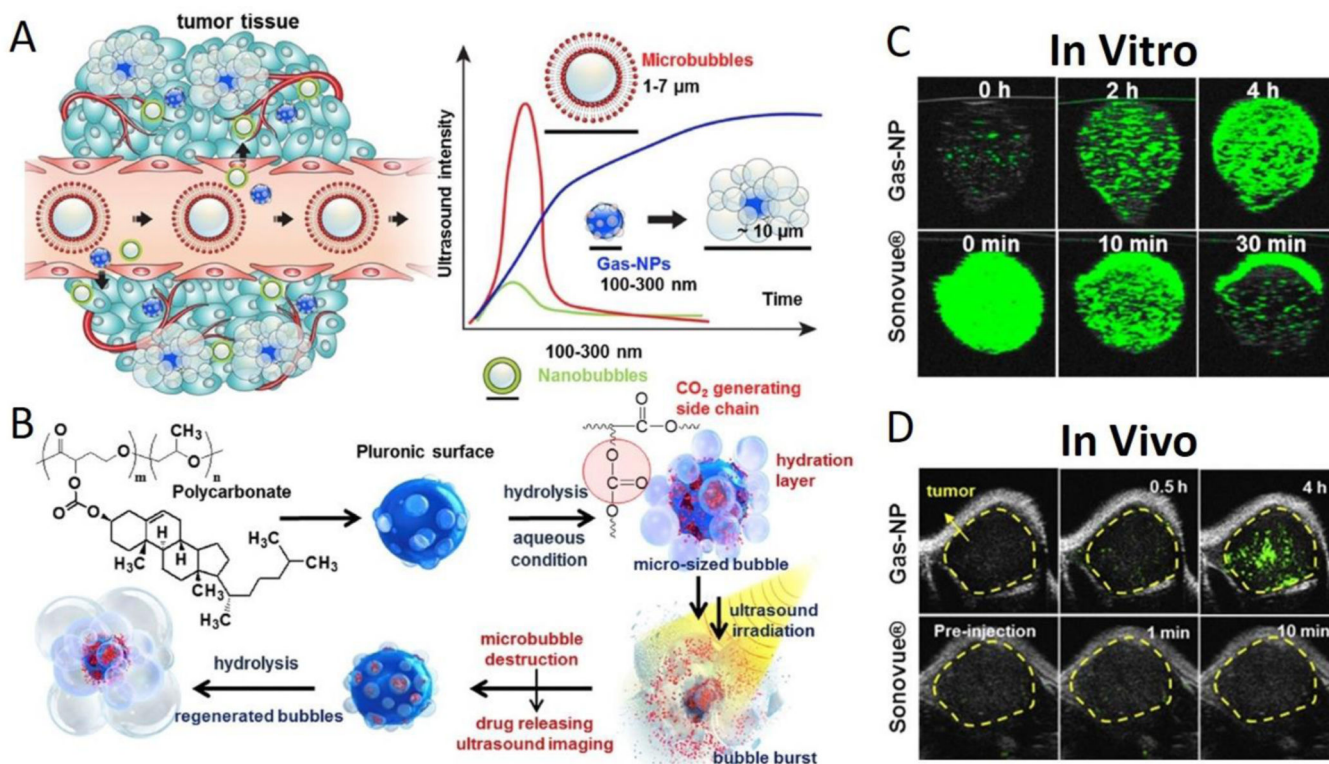 A
tumor tissue
Ultrasound intensity
Microbubbles
1-7 μm
~ 10 μm
Gas-NPs
100-300 nm
Time
100-300 nm
Nanobubbles
C
In Vitro
Gas-NP
0 h
2 h
4 h
Sonovue®
0 min
10 min
30 min
B
O
O
CH₃
O
m
n
O
O
O
Polycarbonate
H
H
H
CH₃
CH₃
H₃C
CH₃
H₃C
Pluronic surface
hydrolysis
aqueous
condition
CO₂ generating
side chain
O
O
O
O
O
hydration
layer
micro-sized bubble
ultrasound
irradiation
bubble burst
microbubble
destruction
drug releasing
ultrasound imaging
hydrolysis
regenerated bubbles
D
In Vivo
Gas-NP
tumor
0.5 h
4 h
Sonovue®
Pre-injection
1 min
10 min